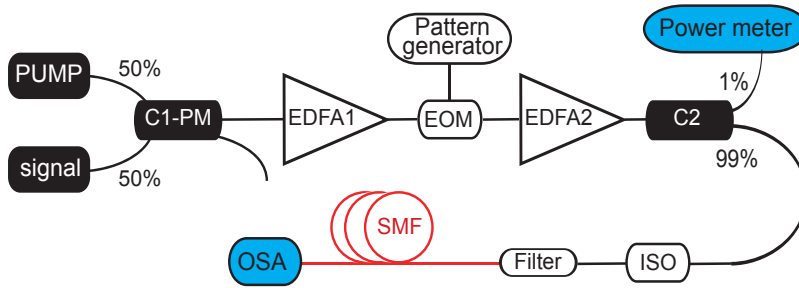 Pattern
generator
Power meter
PUMP
50%
1%
C1-PM
EDFA1
EOM
EDFA2
C2
signal
50%
99%
SMF
OSA
Filter
ISO